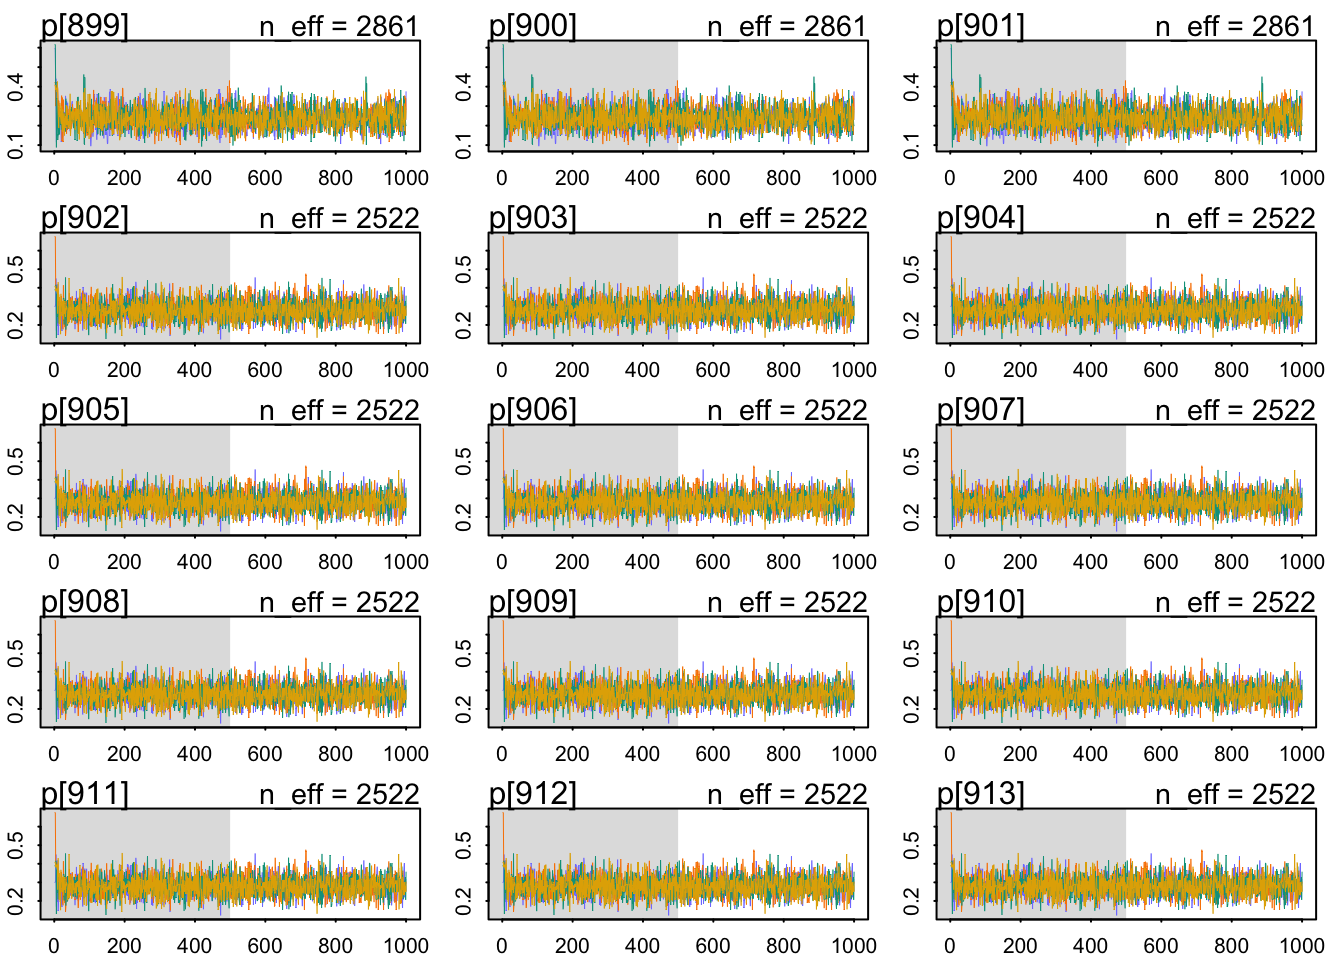 p[899] n_eff = 2861 p[900] n_eff = 2861 p[901] n_eff = 2861
0.1 0.4 0.1 0.4 0.1 0.4
0 200 400 600 800 1000 0 200 400 600 800 1000 0 200 400 600 800 1000
p[902] n_eff = 2522 p[903] n_eff = 2522 p[904] n_eff = 2522
0.2 0.5 0.2 0.5 0.2 0.5
0 200 400 600 800 1000 0 200 400 600 800 1000 0 200 400 600 800 1000
p[905] n_eff = 2522 p[906] n_eff = 2522 p[907] n_eff = 2522
0.2 0.5 0.2 0.5 0.2 0.5
0 200 400 600 800 1000 0 200 400 600 800 1000 0 200 400 600 800 1000
p[908] n_eff = 2522 p[909] n_eff = 2522 p[910] n_eff = 2522
0.2 0.5 0.2 0.5 0.2 0.5
0 200 400 600 800 1000 0 200 400 600 800 1000 0 200 400 600 800 1000
p[911] n_eff = 2522 p[912] n_eff = 2522 p[913] n_eff = 2522
0.2 0.5 0.2 0.5 0.2 0.5
0 200 400 600 800 1000 0 200 400 600 800 1000 0 200 400 600 800 1000